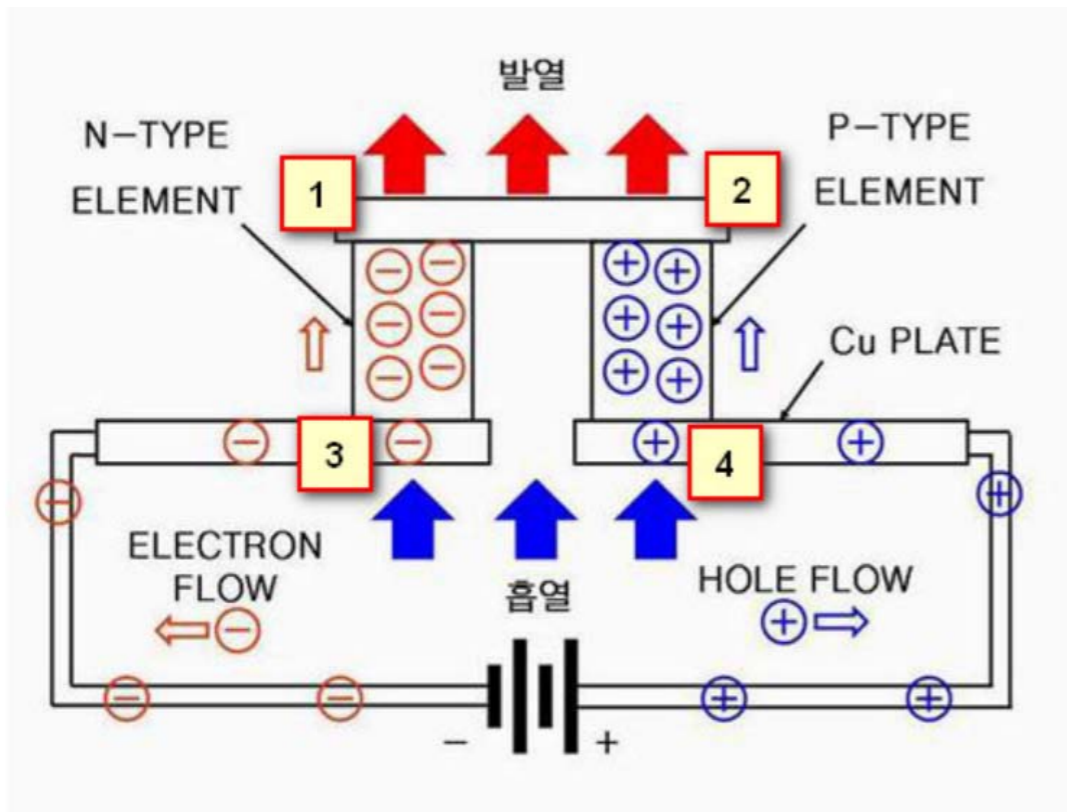 발열
N-TYPE
ELEMENT
P-TYPE
ELEMENT
1
2
Cu PLATE
3
4
ELECTRON
FLOW
흡열
HOLE FLOW
- +